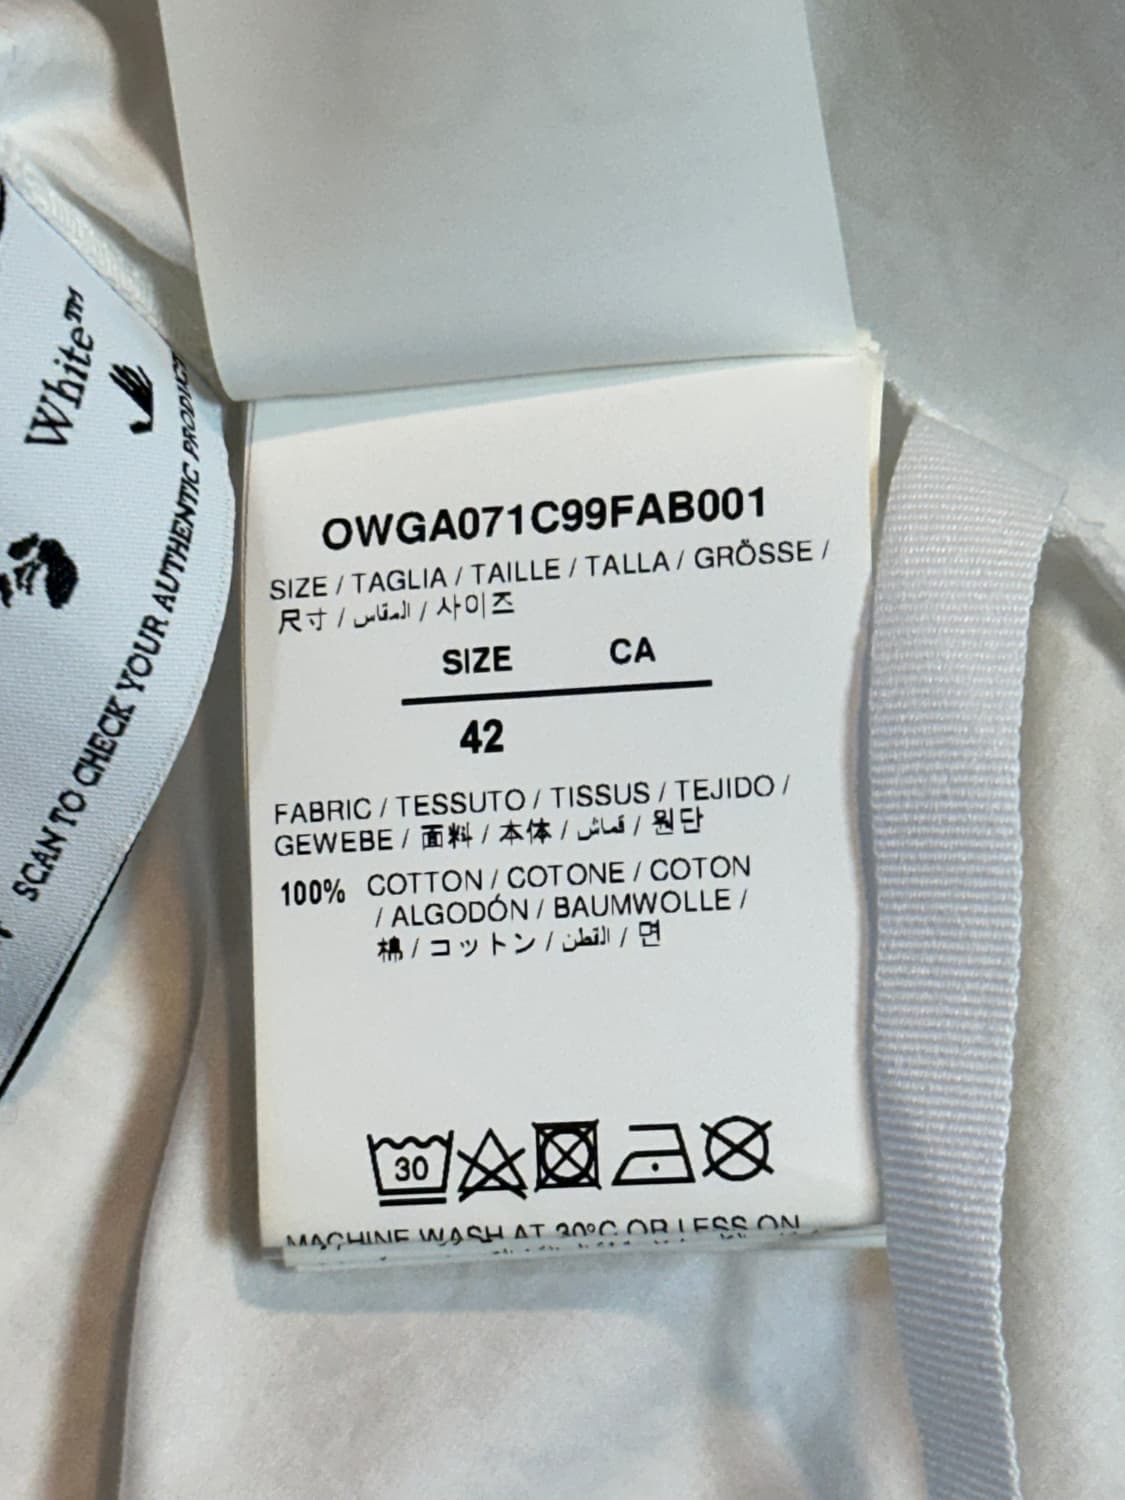 White™
SCAN TO CHECK YOUR AUTHENTIC PRODUCT
OWGA071C99FAB001
SIZE / TAGLIA / TAILLE / TALLA / GRÖSSE /
尺寸 / المقاس / 사이즈
SIZE CA
42
FABRIC / TESSUTO / TISSUS / TEJIDO /
GEWEBE / 面料 / 本体 / قماش / 원단
100% COTTON / COTONE / COTON
/ ALGODÓN / BAUMWOLLE /
棉 / コットン / القطن / 면
30
MACHINE WASH AT 30°C OR LESS ON